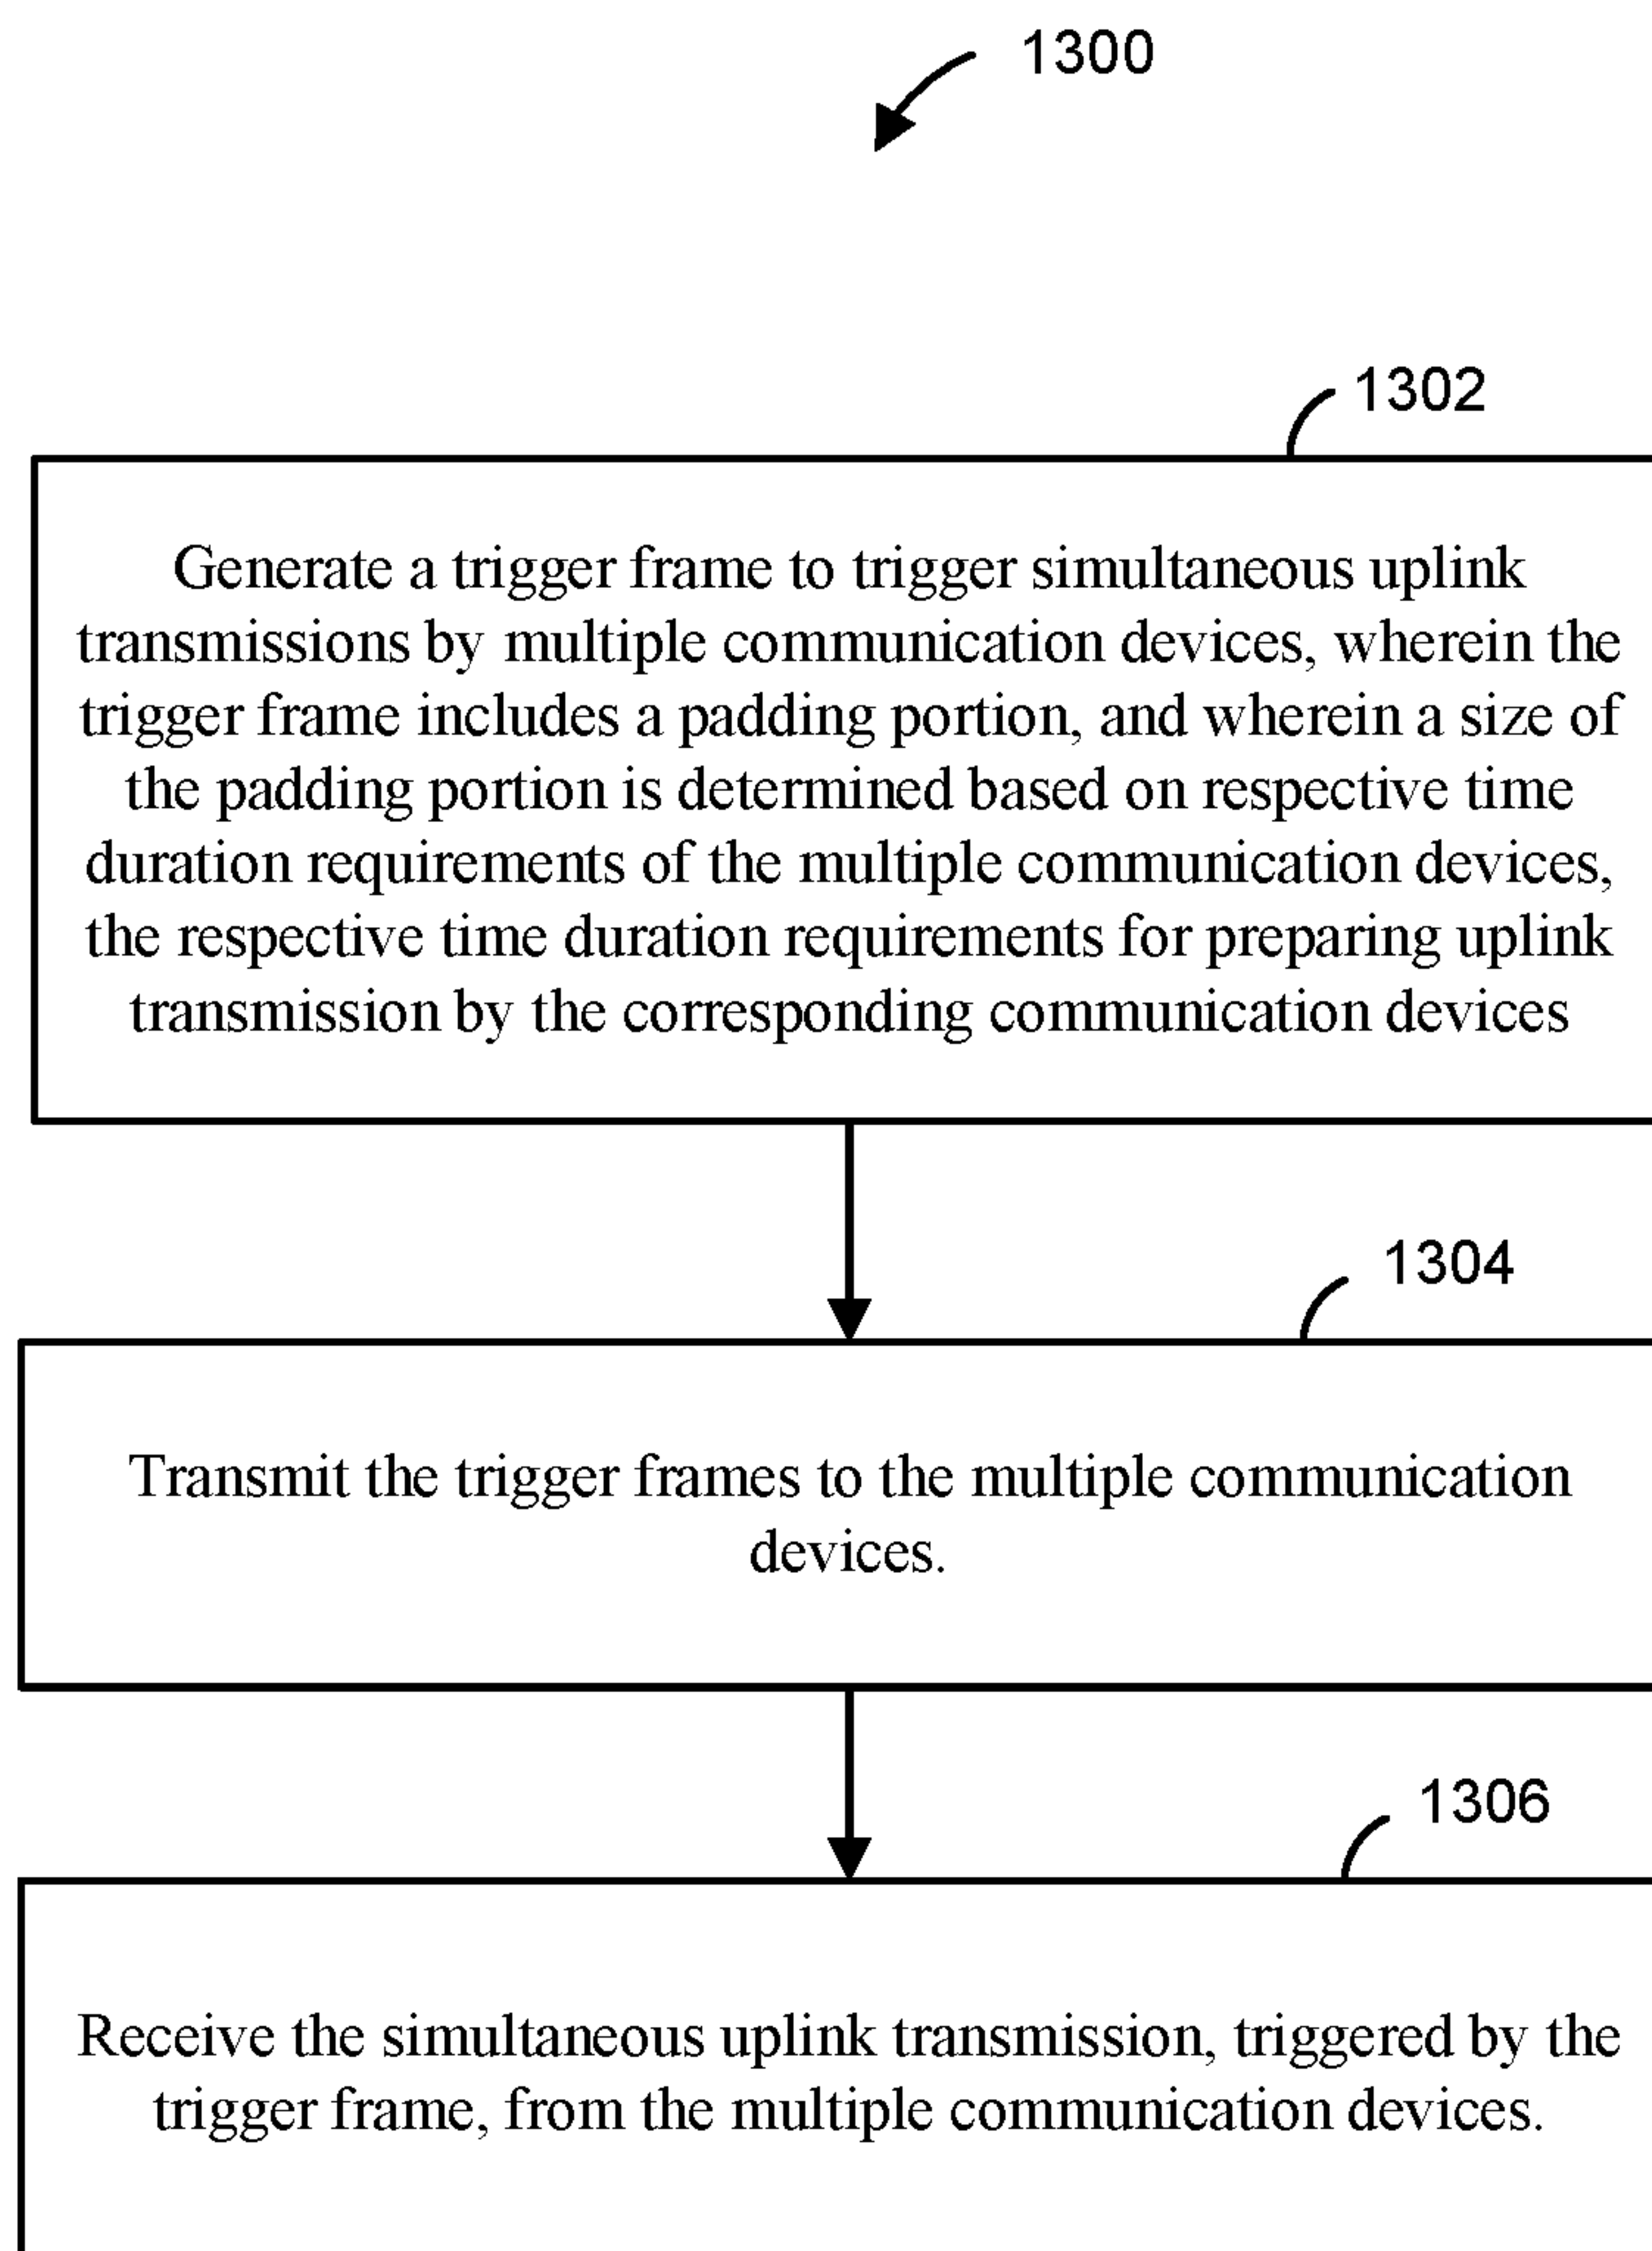 1300
1302
Generate a trigger frame to trigger simultaneous uplink
transmissions by multiple communication devices, wherein the
trigger frame includes a padding portion, and wherein a size of
the padding portion is determined based on respective time
duration requirements of the multiple communication devices,
the respective time duration requirements for preparing uplink
transmission by the corresponding communication devices
1304
Transmit the trigger frames to the multiple communication
devices.
1306
Receive the simultaneous uplink transmission, triggered by the
trigger frame, from the multiple communication devices.